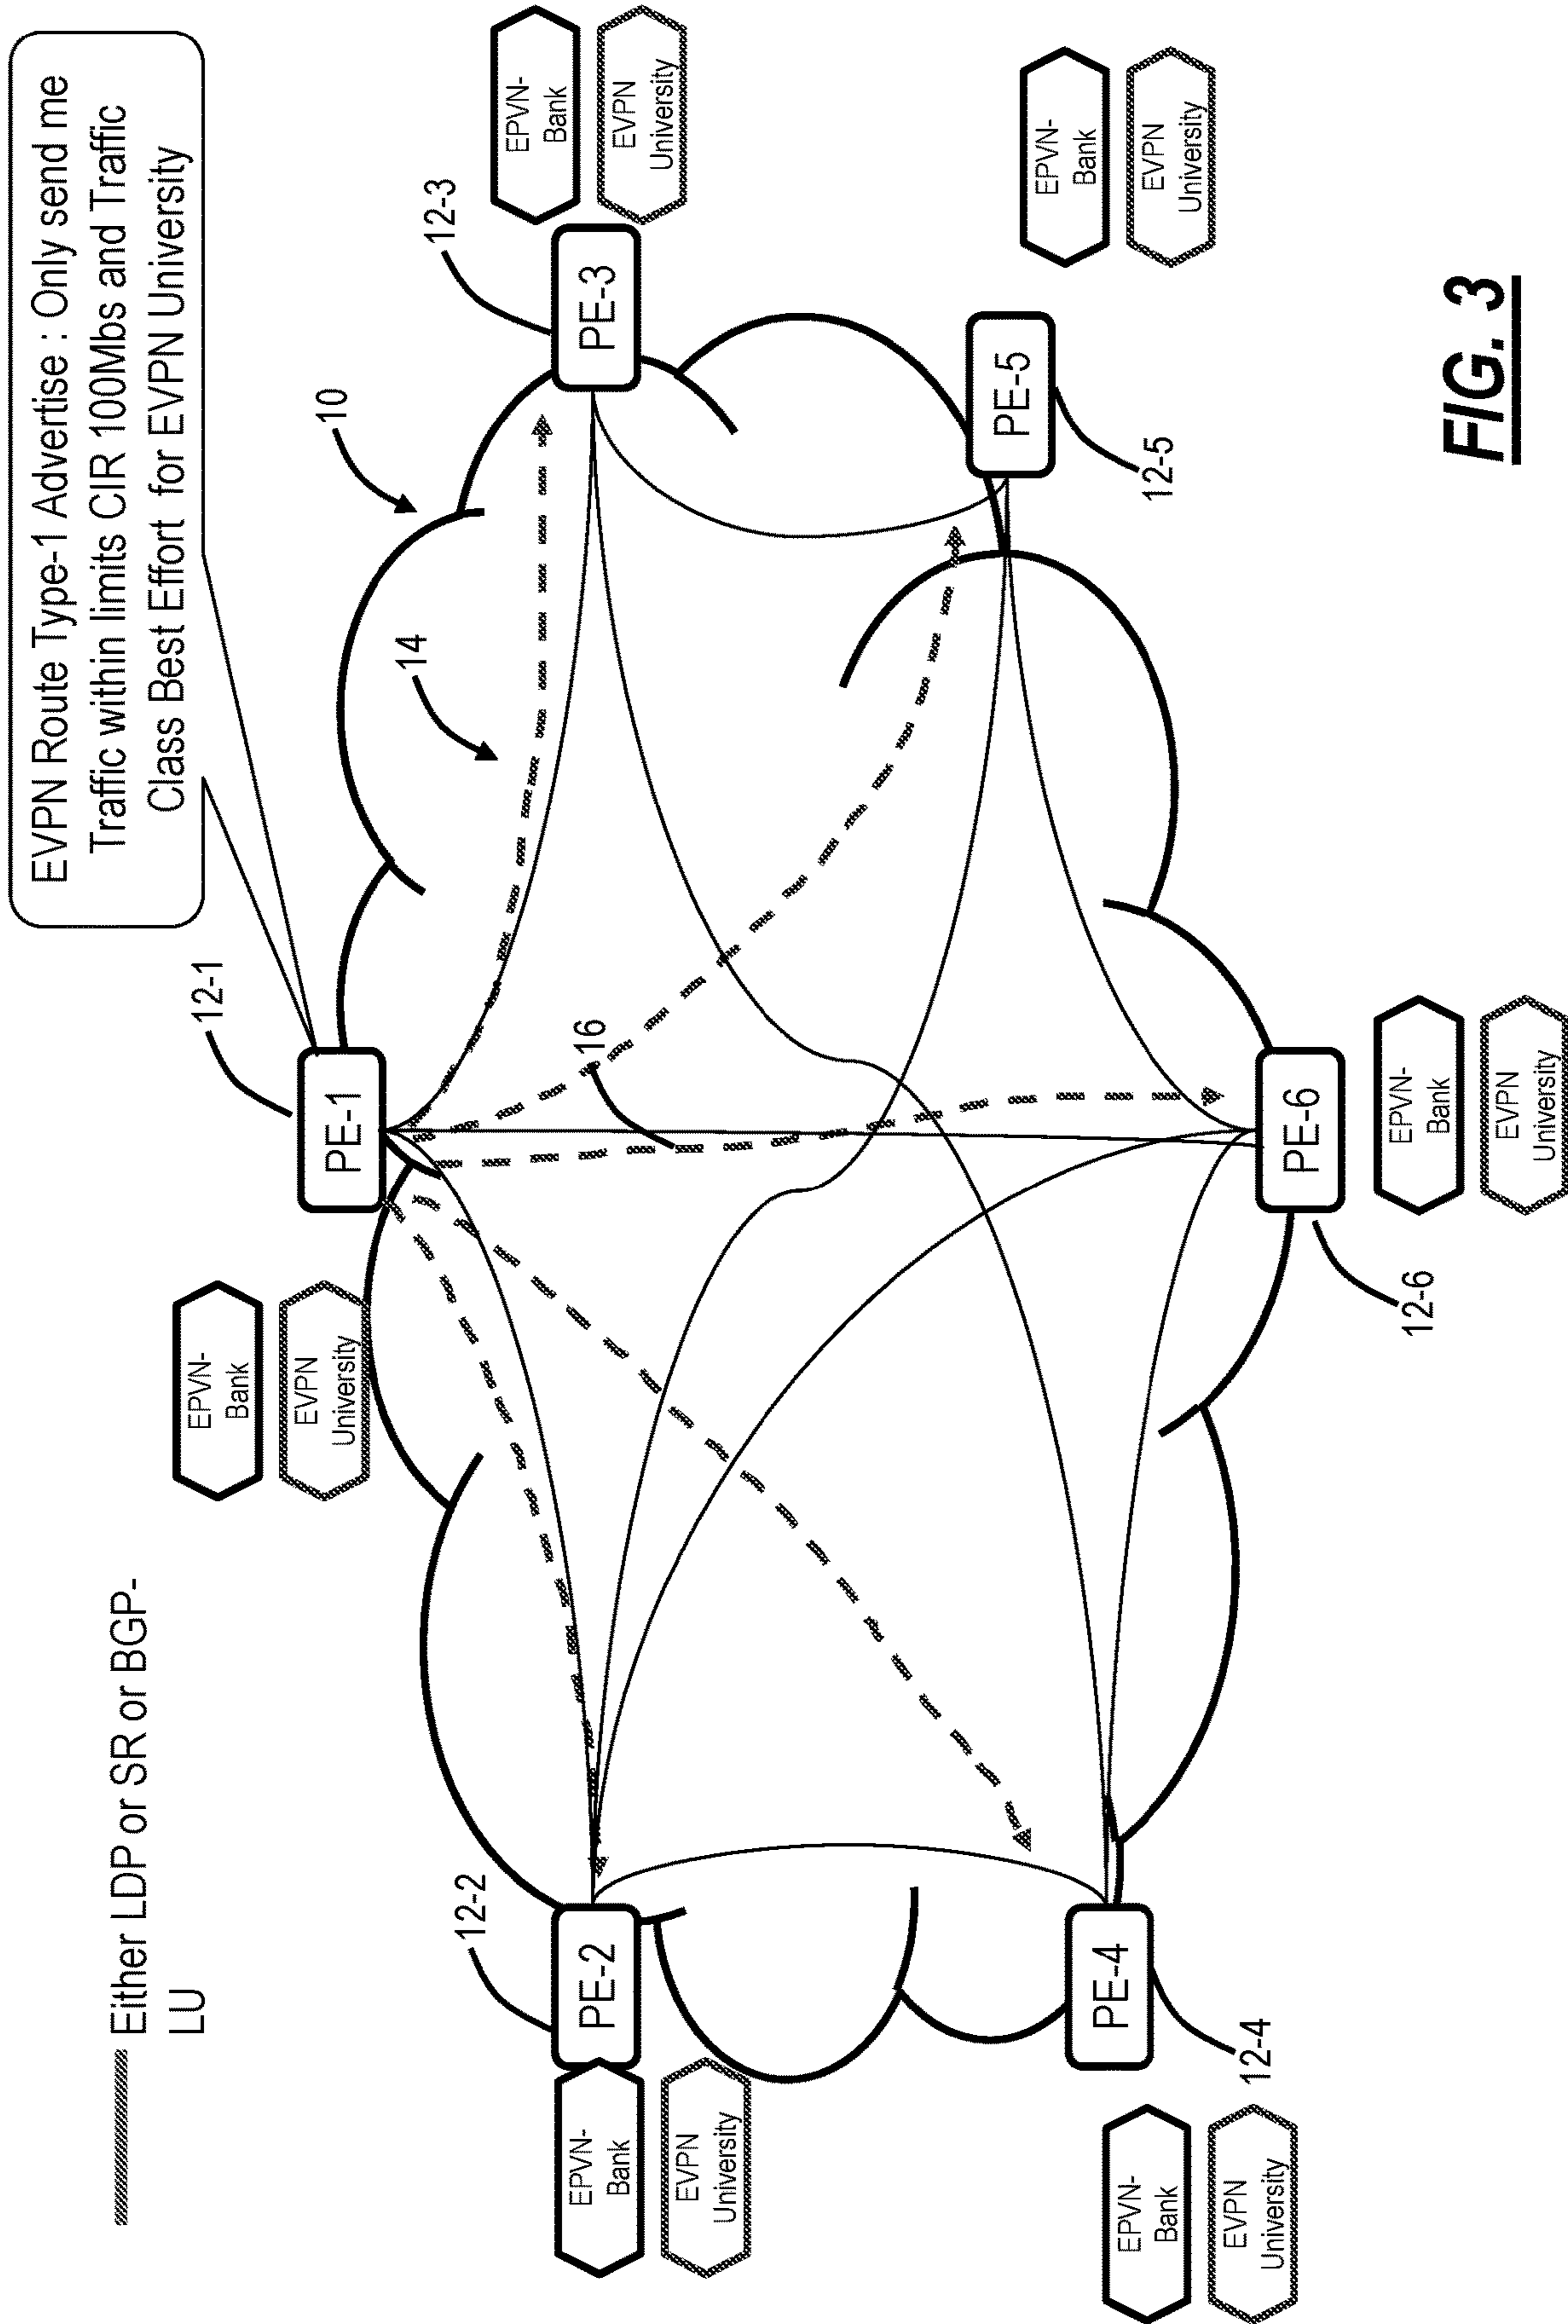 EVPN Route Type-1 Advertise : Only send me
Traffic within limits CIR 100Mbs and Traffic
Class Best Effort for EVPN University
Either LDP or SR or BGP-
LU
EPVN-
Bank
EVPN
University
12-1
PE-1
10
14
16
12-2
PE-2
EPVN-
Bank
EVPN
University
12-3
PE-3
EPVN-
Bank
EVPN
University
PE-4
12-4
EPVN-
Bank
EVPN
University
PE-6
12-6
EPVN-
Bank
EVPN
University
PE-5
12-5
EPVN-
Bank
EVPN
University
FIG. 3